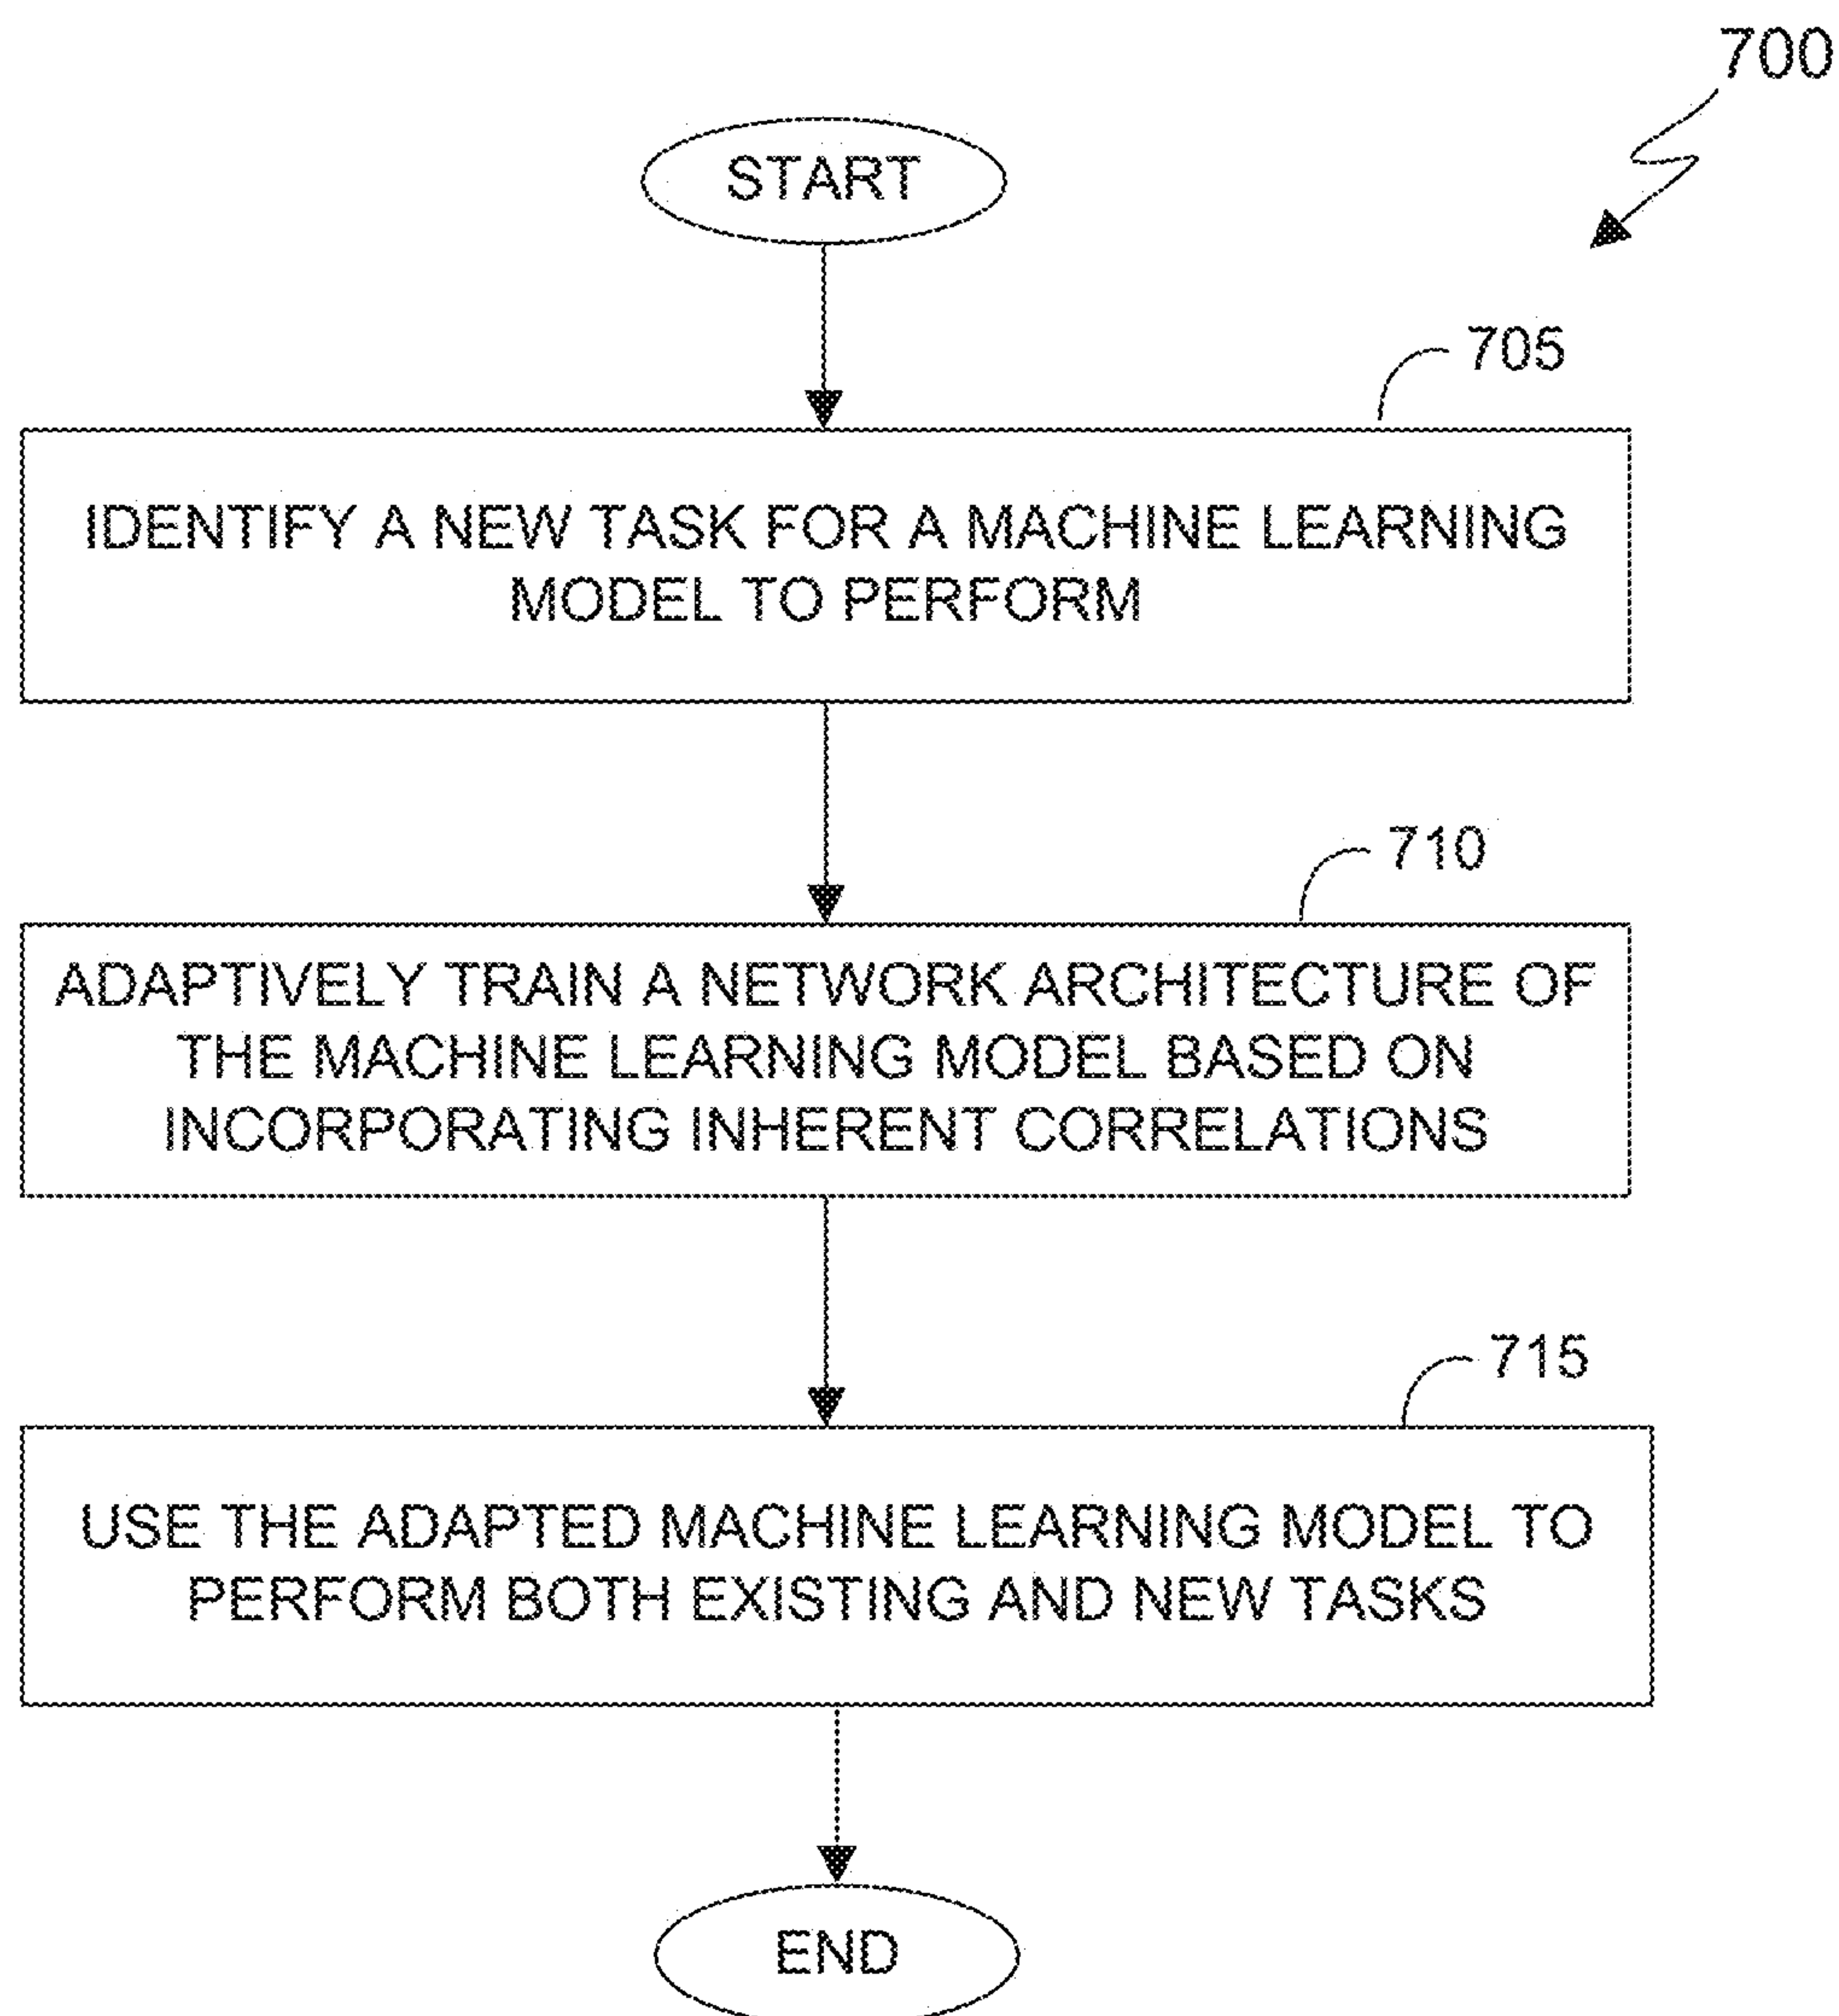 700
START
705
IDENTIFY A NEW TASK FOR A MACHINE LEARNING
MODEL TO PERFORM
710
ADAPTIVELY TRAIN A NETWORK ARCHITECTURE OF
THE MACHINE LEARNING MODEL BASED ON
INCORPORATING INHERENT CORRELATIONS
715
USE THE ADAPTED MACHINE LEARNING MODEL TO
PERFORM BOTH EXISTING AND NEW TASKS
END